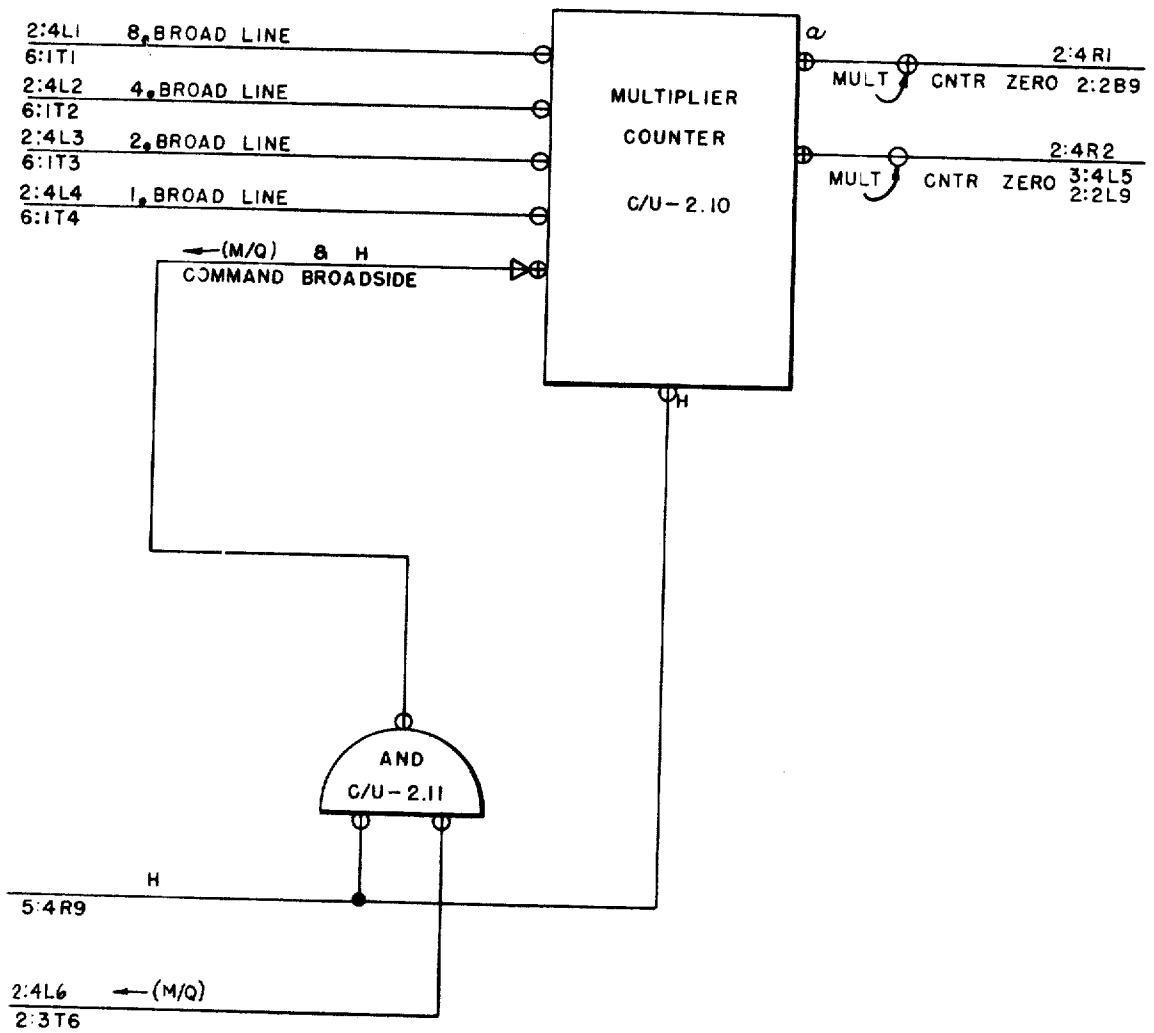 2:4L1 8, BROAD LINE
6:1T1
2:4L2 4, BROAD LINE
6:1T2
2:4L3 2, BROAD LINE
6:1T3
2:4L4 1, BROAD LINE
6:1T4
← (M/Q) & H
COMMAND BROADSIDE
MULTIPLIER
COUNTER
C/U-2.10
H
a
2:4R1
MULT CNTR ZERO 2:2B9
2:4R2
MULT CNTR ZERO 3:4L5
2:2L9
AND
C/U-2.11
H
5:4R9
2:4L6 ← (M/Q)
2:3T6